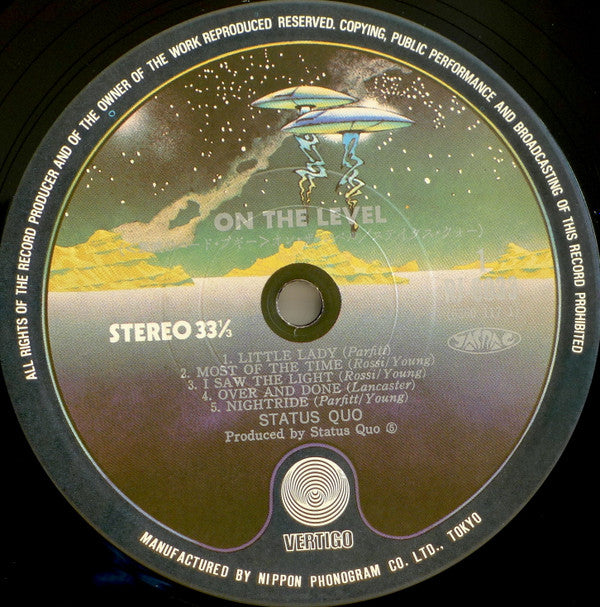 ALL RIGHTS OF THE RECORD PRODUCER AND OF THE OWNER OF THE WORK REPRODUCED RESERVED. COPYING, PUBLIC PERFORMANCE AND BROADCASTING OF THIS RECORD PROHIBITED
ON THE LEVEL
STEREO 33⅓
JASRAC
1. LITTLE LADY (Parfitt)
2. MOST OF THE TIME (Rossi/Young)
3. I SAW THE LIGHT (Rossi/Young)
4. OVER AND DONE (Lancaster)
5. NIGHTRIDE (Parfitt/Young)
STATUS QUO
Produced by Status Quo
VERTIGO
MANUFACTURED BY NIPPON PHONOGRAM CO. LTD., TOKYO